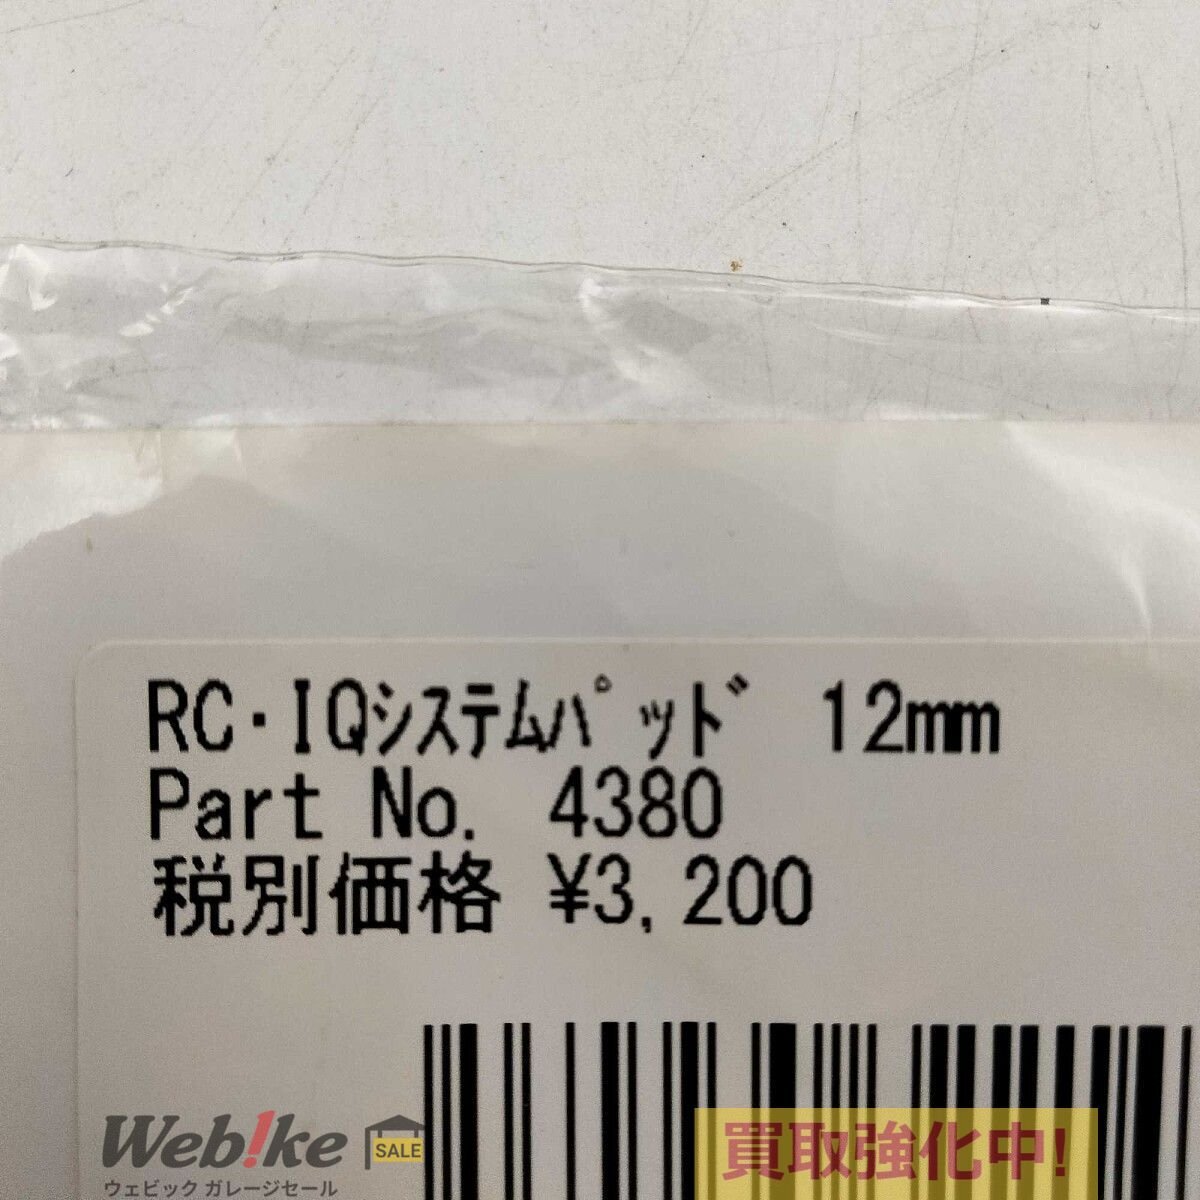 RC・IQｼｽﾃﾑﾊﾟｯﾄﾞ 12mm
Part No. 4380
税別価格 ¥3,200
Web!ke SALE
ウェビック ガレージセール
買取強化中!